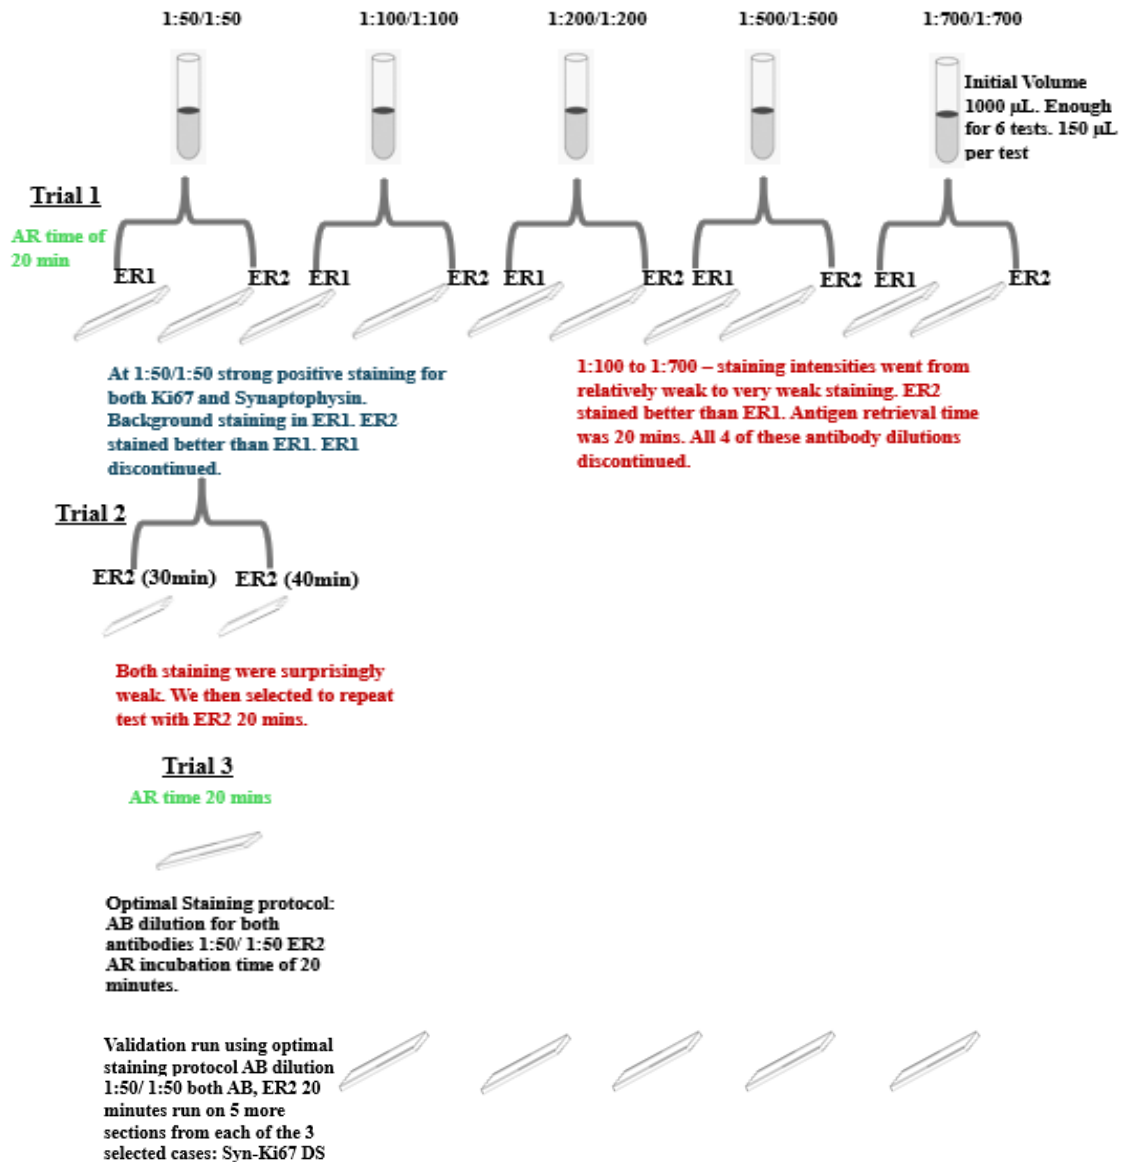 1:50/1:50
1:100/1:100
1:200/1:200
1:500/1:500
1:700/1:700
Initial Volume
1000 µL. Enough
for 6 tests. 150 µL
per test
Trial 1
AR time of
20 min
ER1
ER2
ER1
ER2
ER1
ER2
ER1
ER2
ER1
ER2
At 1:50/1:50 strong positive staining for
both Ki67 and Synaptophysin.
Background staining in ER1. ER2
stained better than ER1. ER1
discontinued.
1:100 to 1:700 – staining intensities went from
relatively weak to very weak staining. ER2
stained better than ER1. Antigen retrieval time
was 20 mins. All 4 of these antibody dilutions
discontinued.
Trial 2
ER2 (30min)
ER2 (40min)
Both staining were surprisingly
weak. We then selected to repeat
test with ER2 20 mins.
Trial 3
AR time 20 mins
Optimal Staining protocol:
AB dilution for both
antibodies 1:50/ 1:50 ER2
AR incubation time of 20
minutes.
Validation run using optimal
staining protocol AB dilution
1:50/ 1:50 both AB, ER2 20
minutes run on 5 more
sections from each of the 3
selected cases: Syn-Ki67 DS